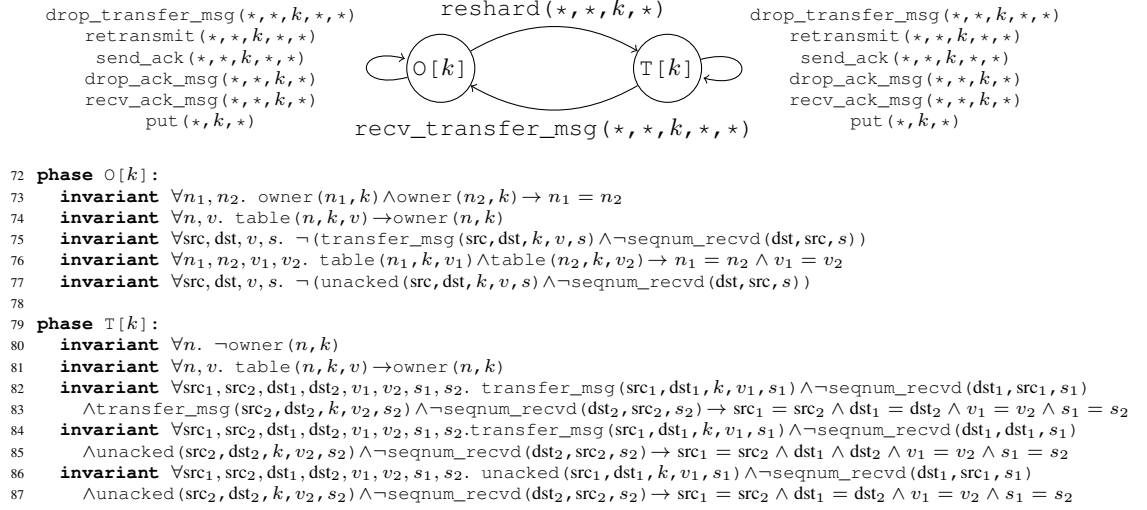 drop_transfer_msg(*,*,k,*,*)
retransmit(*,*,k,*,*)
send_ack(*,*,k,*,*)
drop_ack_msg(*,*,k,*)
recv_ack_msg(*,*,k,*)
put(*,k,*)
reshard(*,*,k,*)
O[k]
T[k]
recv_transfer_msg(*,*,k,*,*)
drop_transfer_msg(*,*,k,*,*)
retransmit(*,*,k,*,*)
send_ack(*,*,k,*,*)
drop_ack_msg(*,*,k,*)
recv_ack_msg(*,*,k,*)
put(*,k,*)
72 phase O[k]:
73 invariant ∀n₁, n₂. owner(n₁,k)∧owner(n₂,k) → n₁ = n₂
74 invariant ∀n, v. table(n,k,v)→owner(n,k)
75 invariant ∀src, dst, v, s. ¬(transfer_msg(src,dst,k,v,s)∧¬seqnum_recvd(dst,src,s))
76 invariant ∀n₁, n₂, v₁, v₂. table(n₁,k,v₁)∧table(n₂,k,v₂) → n₁ = n₂ ∧ v₁ = v₂
77 invariant ∀src, dst, v, s. ¬(unacked(src,dst,k,v,s)∧¬seqnum_recvd(dst,src,s))
78
79 phase T[k]:
80 invariant ∀n. ¬owner(n,k)
81 invariant ∀n, v. table(n,k,v)→owner(n,k)
82 invariant ∀src₁, src₂, dst₁, dst₂, v₁, v₂, s₁, s₂. transfer_msg(src₁,dst₁,k,v₁,s₁)∧¬seqnum_recvd(dst₁,src₁,s₁)
83 ∧transfer_msg(src₂,dst₂,k,v₂,s₂)∧¬seqnum_recvd(dst₂,src₂,s₂) → src₁ = src₂ ∧ dst₁ = dst₂ ∧ v₁ = v₂ ∧ s₁ = s₂
84 invariant ∀src₁, src₂, dst₁, dst₂, v₁, v₂, s₁, s₂.transfer_msg(src₁,dst₁,k,v₁,s₁)∧¬seqnum_recvd(dst₁,dst₁,s₁)
85 ∧unacked(src₂,dst₂,k,v₂,s₂)∧¬seqnum_recvd(dst₂,src₂,s₂) → src₁ = src₂ ∧ dst₁ ∧ dst₂ ∧ v₁ = v₂ ∧ s₁ = s₂
86 invariant ∀src₁, src₂, dst₁, dst₂, v₁, v₂, s₁, s₂. unacked(src₁,dst₁,k,v₁,s₁)∧¬seqnum_recvd(dst₁,src₁,s₁)
87 ∧unacked(src₂,dst₂,k,v₂,s₂)∧¬seqnum_recvd(dst₂,src₂,s₂) → src₁ = src₂ ∧ dst₁ = dst₂ ∧ v₁ = v₂ ∧ s₁ = s₂